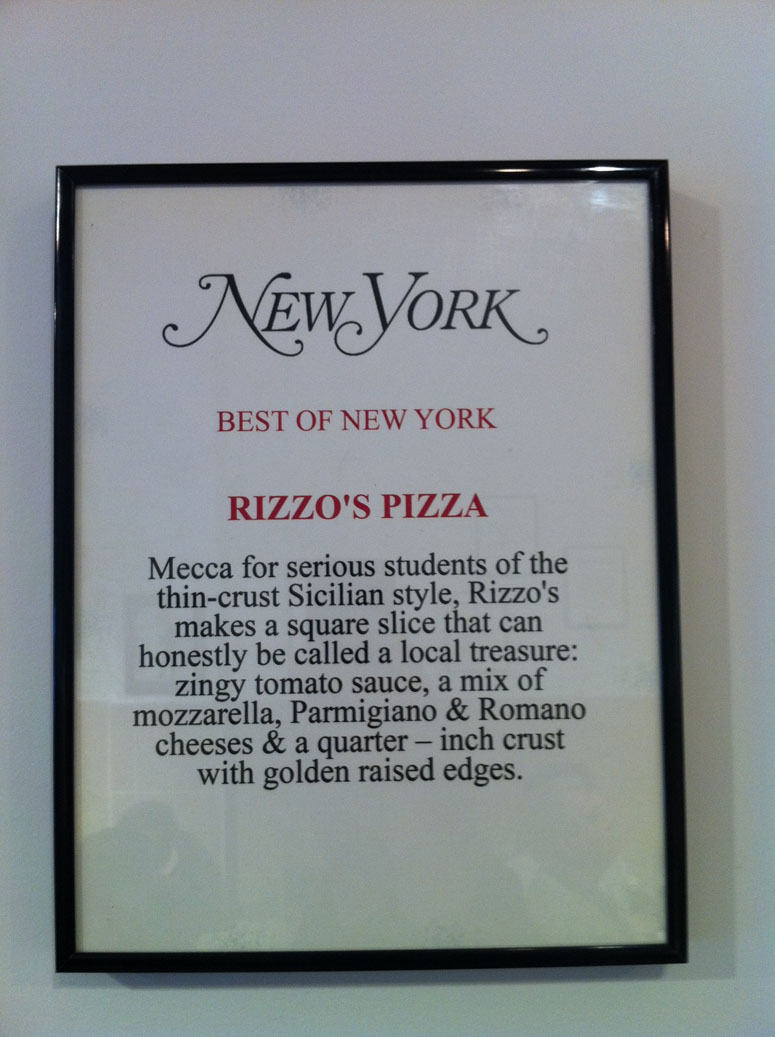 NEW YORK
BEST OF NEW YORK
RIZZO'S PIZZA
Mecca for serious students of the
thin-crust Sicilian style, Rizzo's
makes a square slice that can
honestly be called a local treasure:
zingy tomato sauce, a mix of
mozzarella, Parmigiano & Romano
cheeses & a quarter – inch crust
with golden raised edges.